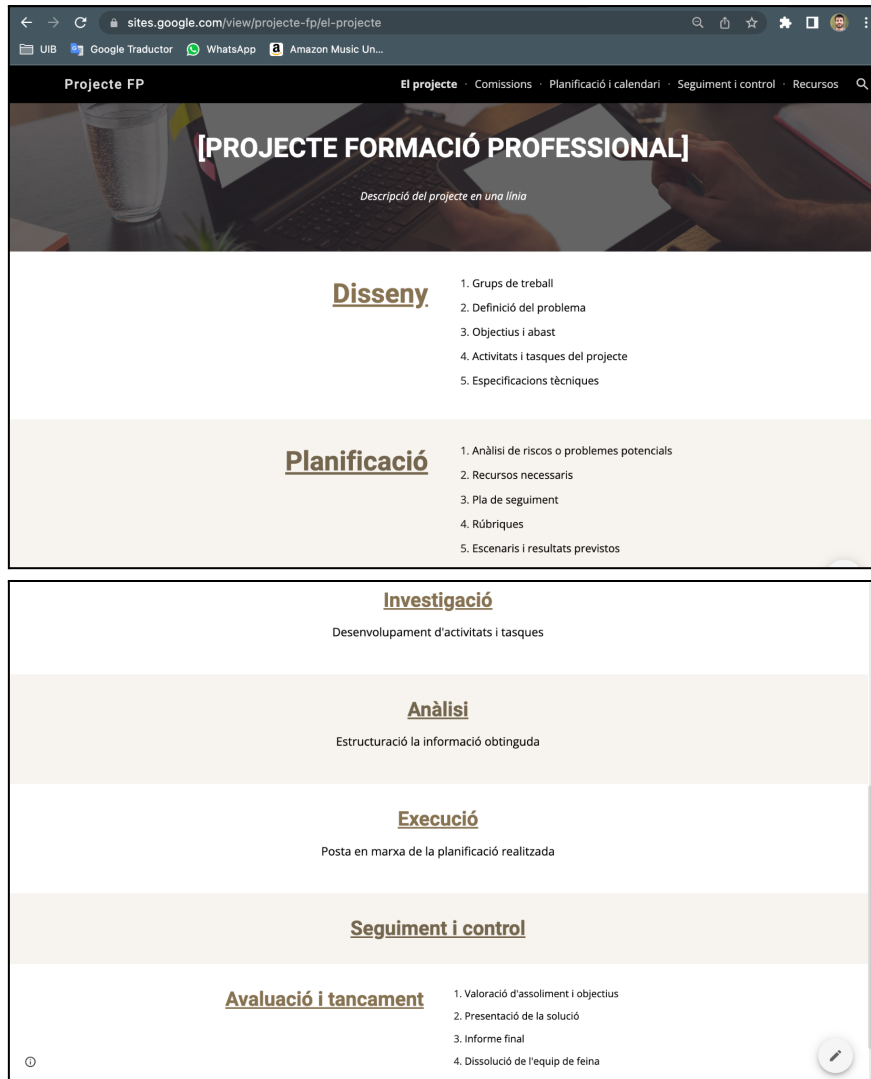 sites.google.com/view/projecte-fp/el-projecte
UIB Google Traductor WhatsApp a Amazon Music Un...
Projecte FP El projecte · Comissions · Planificació i calendari · Seguiment i control · Recursos
[PROJECTE FORMACIÓ PROFESSIONAL]
Descripció del projecte en una línia
Disseny
1. Grups de treball
2. Definició del problema
3. Objectius i abast
4. Activitats i tasques del projecte
5. Especificacions tècniques
Planificació
1. Anàlisi de riscos o problemes potencials
2. Recursos necessaris
3. Pla de seguiment
4. Rúbriques
5. Escenaris i resultats previstos
Investigació
Desenvolupament d'activitats i tasques
Anàlisi
Estructuració la informació obtinguda
Execució
Posta en marxa de la planificació realitzada
Seguiment i control
Avaluació i tancament
1. Valoració d'assoliment i objectius
2. Presentació de la solució
3. Informe final
4. Dissolució de l'equip de feina